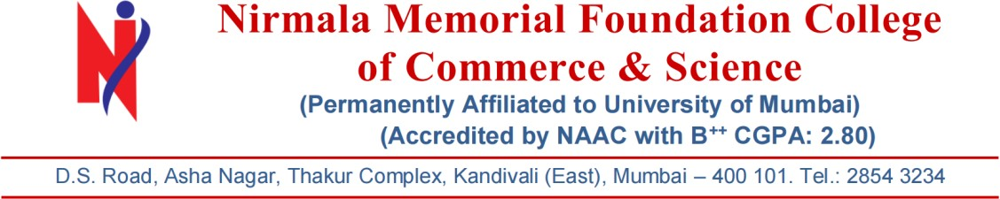 Nirmala Memorial Foundation College
of Commerce & Science
(Permanently Affiliated to University of Mumbai)
(Accredited by NAAC with B⁺⁺ CGPA: 2.80)
D.S. Road, Asha Nagar, Thakur Complex, Kandivali (East), Mumbai – 400 101. Tel.: 2854 3234